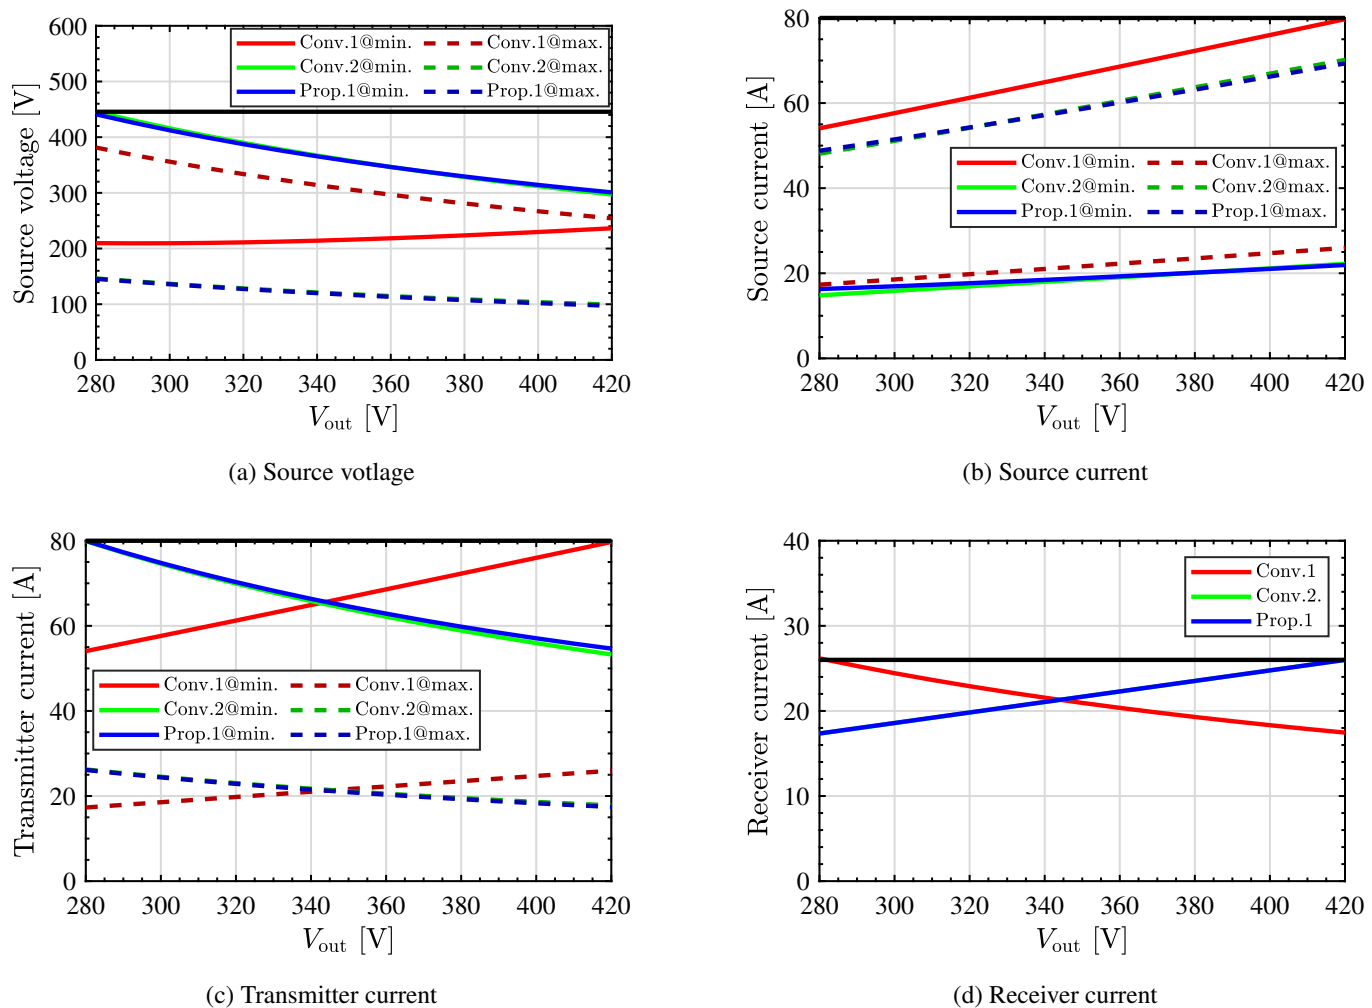 600
500
400
300
200
100
0
Source voltage [V]
Conv.1@min. Conv.1@max.
Conv.2@min. Conv.2@max.
Prop.1@min. Prop.1@max.
280 300 320 340 360 380 400 420
V_out [V]
(a) Source votlage
80
60
40
20
0
Source current [A]
Conv.1@min. Conv.1@max.
Conv.2@min. Conv.2@max.
Prop.1@min. Prop.1@max.
280 300 320 340 360 380 400 420
V_out [V]
(b) Source current
80
60
40
20
0
Transmitter current [A]
Conv.1@min. Conv.1@max.
Conv.2@min. Conv.2@max.
Prop.1@min. Prop.1@max.
280 300 320 340 360 380 400 420
V_out [V]
(c) Transmitter current
40
30
20
10
0
Receiver current [A]
Conv.1
Conv.2.
Prop.1
280 300 320 340 360 380 400 420
V_out [V]
(d) Receiver current